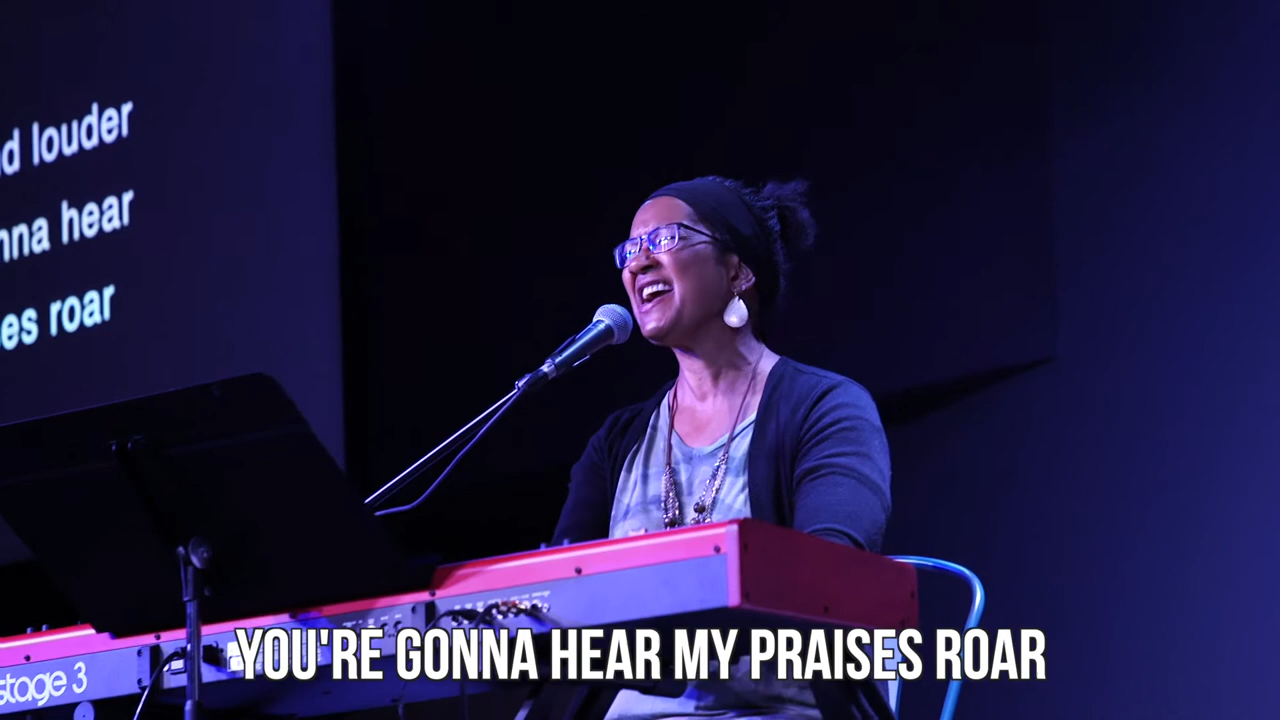 d louder
nna hear
es roar
stage 3
YOU'RE GONNA HEAR MY PRAISES ROAR